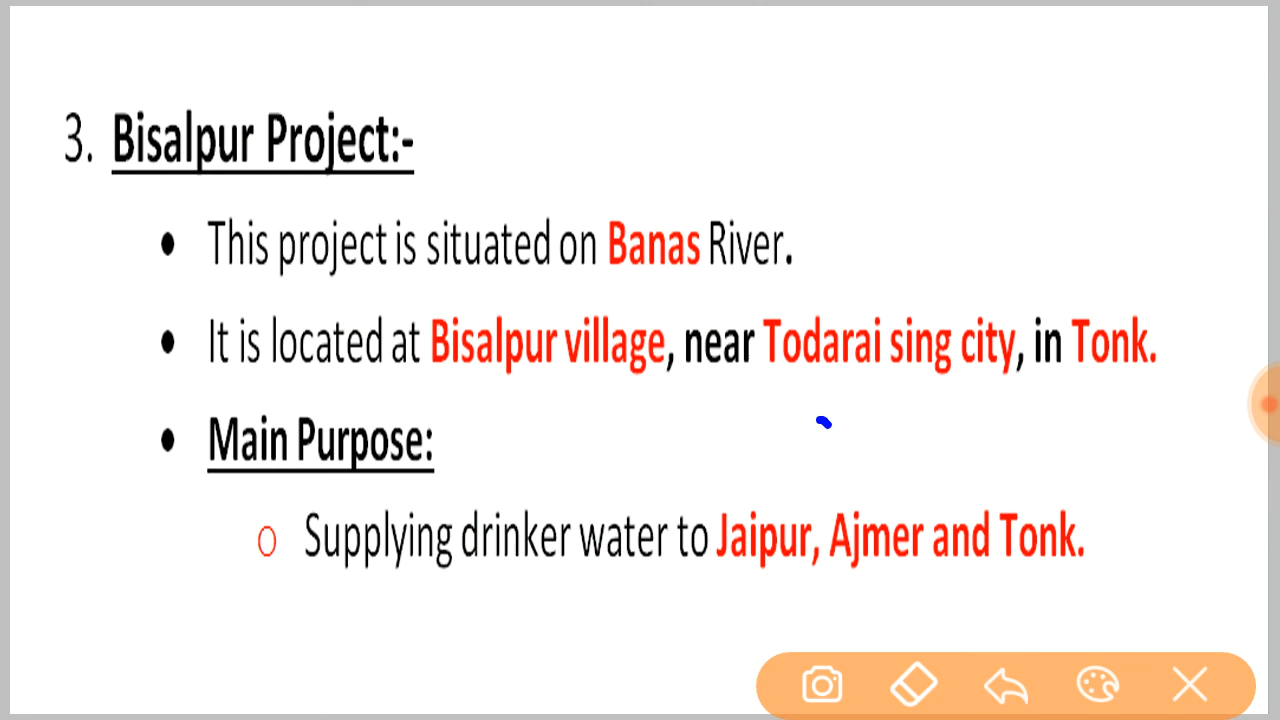 3. Bisalpur Project:-
• This project is situated on Banas River.
• It is located at Bisalpur village, near Todarai sing city, in Tonk.
• Main Purpose:
o Supplying drinker water to Jaipur, Ajmer and Tonk.